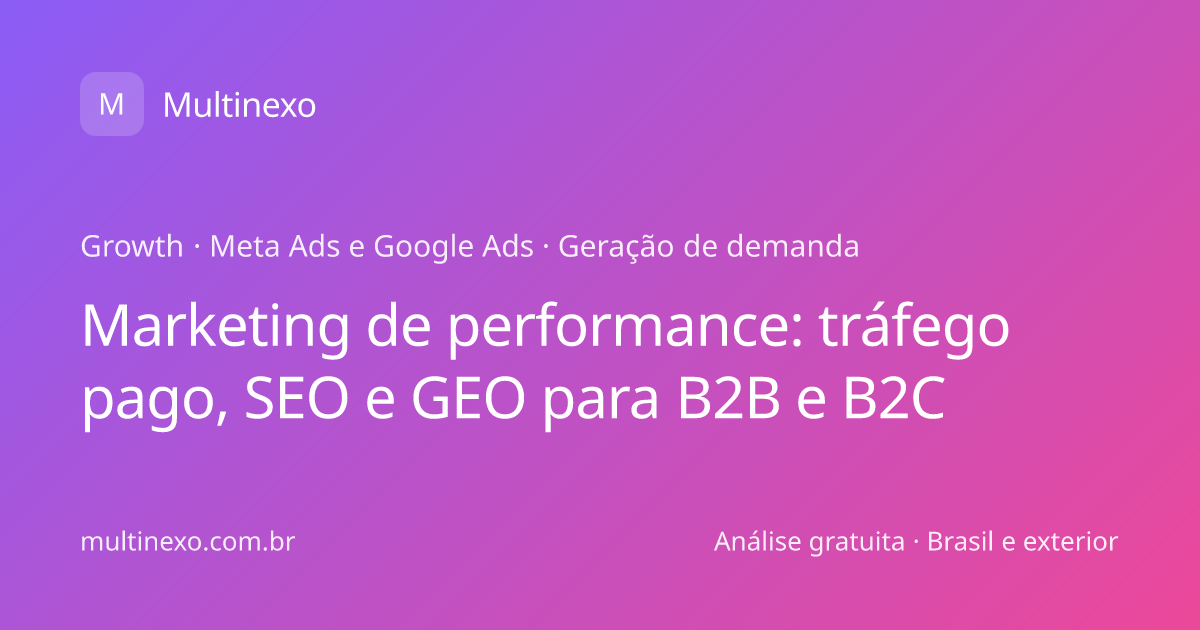 M
Multinexo
Growth · Meta Ads e Google Ads · Geração de demanda
Marketing de performance: tráfego
pago, SEO e GEO para B2B e B2C
multinexo.com.br
Análise gratuita · Brasil e exterior